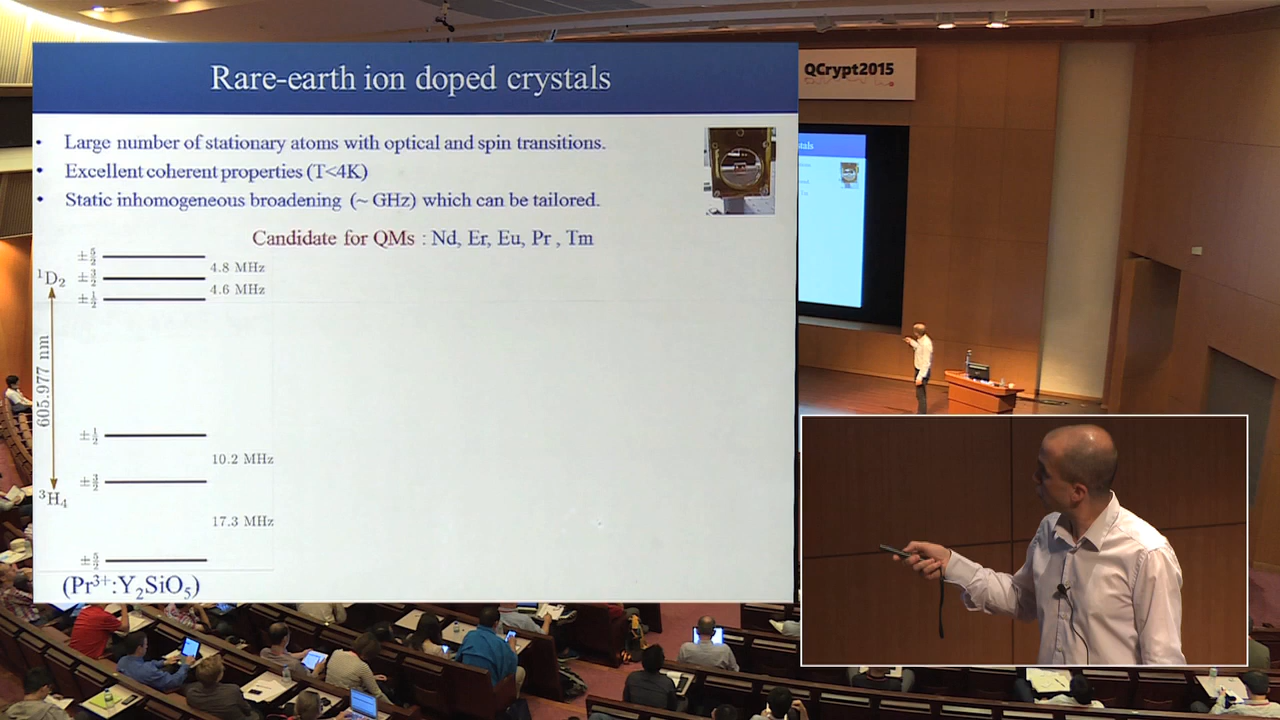 Rare-earth ion doped crystals
• Large number of stationary atoms with optical and spin transitions.
• Excellent coherent properties (T<4K)
• Static inhomogeneous broadening (~ GHz) which can be tailored.
Candidate for QMs : Nd, Er, Eu, Pr , Tm
±5/2
4.8 MHz
¹D₂ ±3/2
4.6 MHz
±1/2
605.977 nm
±1/2
10.2 MHz
±3/2
³H₄
17.3 MHz
±5/2
(Pr³⁺:Y₂SiO₅)
QCrypt2015
tals